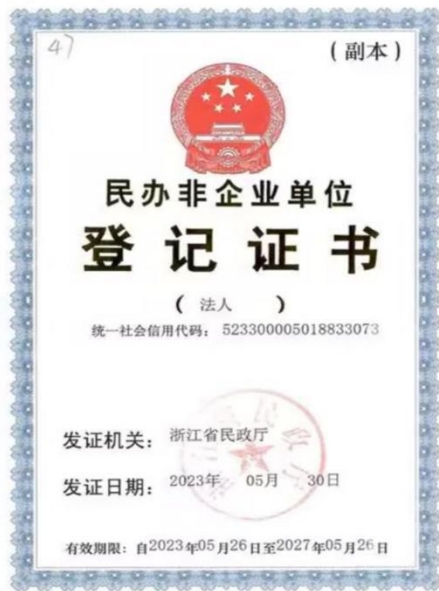 47
(副本)
民办非企业单位
登记证书
( 法人 )
统一社会信用代码: 523300005018833073
发证机关: 浙江省民政厅
发证日期: 2023年 05月 30日
有效期限: 自2023年05月26日至2027年05月26日